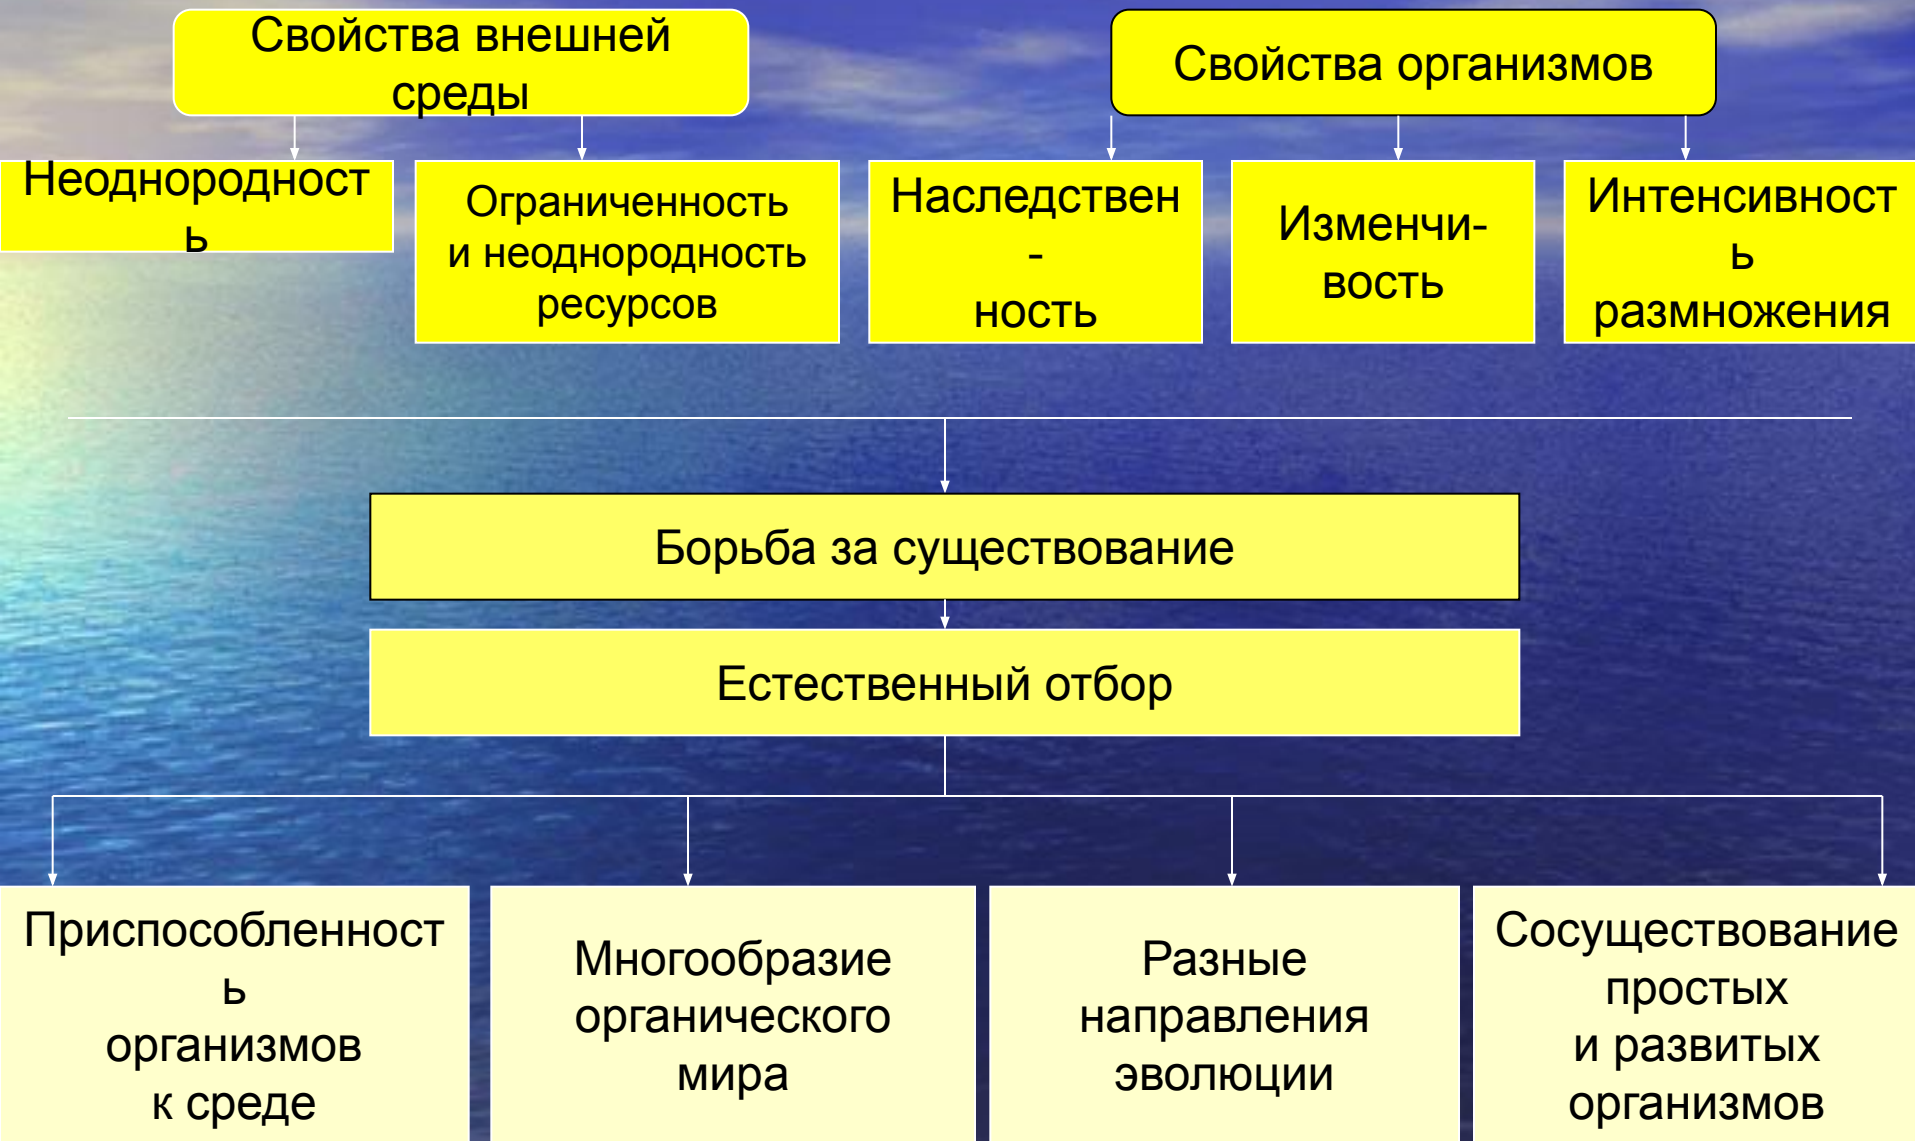 Свойства внешней
среды
Свойства организмов
Неоднородност
ь
Ограниченность
и неоднородность
ресурсов
Наследствен
-
ность
Изменчи-
вость
Интенсивност
ь
размножения
Борьба за существование
Естественный отбор
Приспособленност
ь
организмов
к среде
Многообразие
органического
мира
Разные
направления
эволюции
Сосуществование
простых
и развитых
организмов